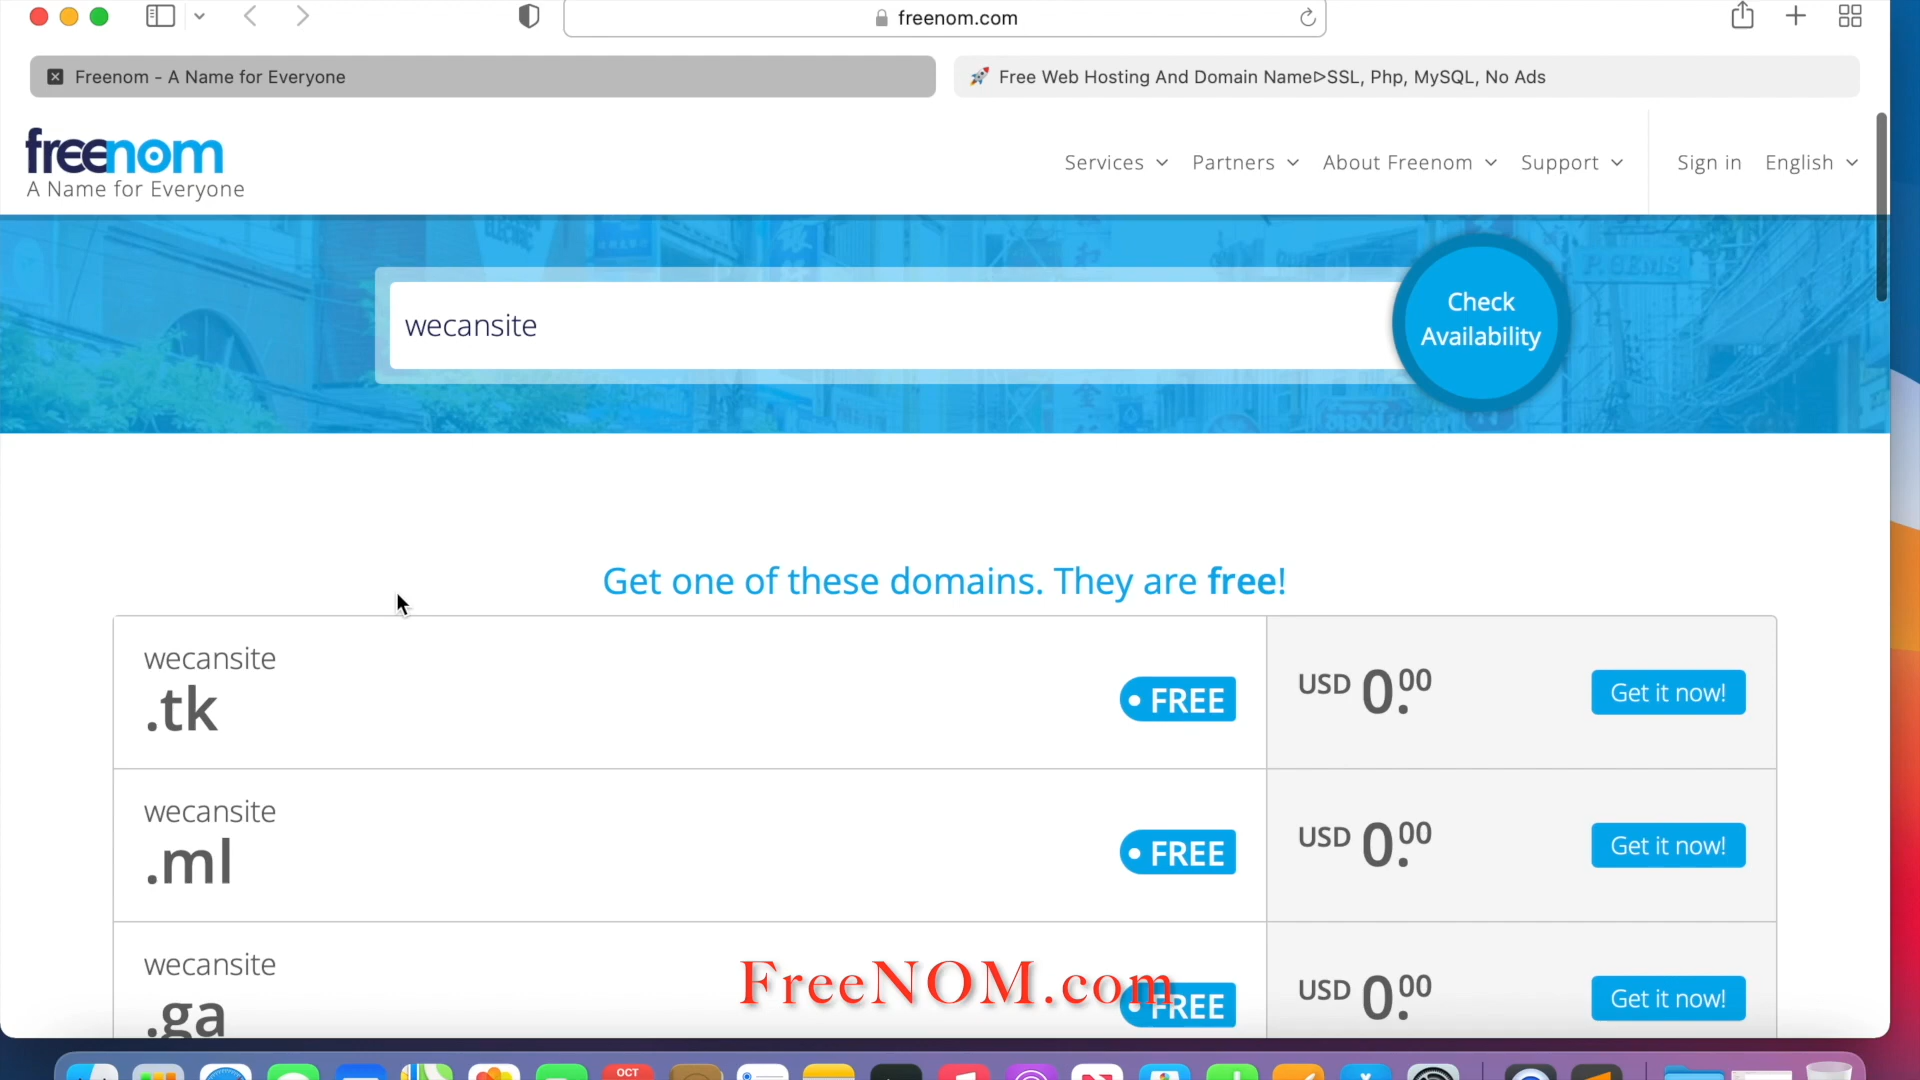 freenom.com
Freenom - A Name for Everyone
Free Web Hosting And Domain Name▷SSL, Php, MySQL, No Ads
freenom
A Name for Everyone
Services
Partners
About Freenom
Support
Sign in
English
wecansite
Check
Availability
Get one of these domains. They are free!
wecansite
.tk
FREE
USD 0.00
Get it now!
wecansite
.ml
FREE
USD 0.00
Get it now!
wecansite
.ga
FREE
USD 0.00
Get it now!
FreeNOM.com
OCT